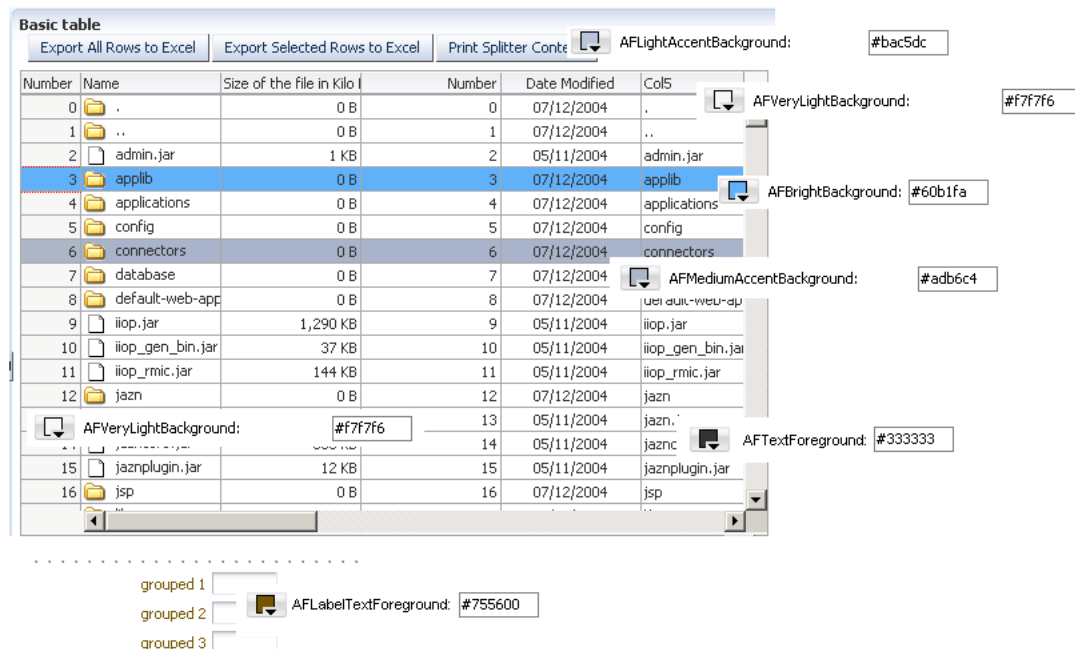 Basic table
Export All Rows to Excel Export Selected Rows to Excel Print Splitter Conte AFLightAccentBackground: #bac5dc
Number Name Size of the file in Kilo Number Date Modified Col5
0 . 0 B 0 07/12/2004 . AFVeryLightBackground: #f7f7f6
1 .. 0 B 1 07/12/2004 ..
2 admin.jar 1 KB 2 05/11/2004 admin.jar
3 applib 0 B 3 07/12/2004 applib AFBrightBackground: #60b1fa
4 applications 0 B 4 07/12/2004 applications
5 config 0 B 5 07/12/2004 config
6 connectors 0 B 6 07/12/2004 connectors
7 database 0 B 7 07/12/2004 AFMediumAccentBackground: #adb6c4
8 default-web-app 0 B 8 07/12/2004 default-web-ap
9 iiop.jar 1,290 KB 9 05/11/2004 iiop.jar
10 iiop_gen_bin.jar 37 KB 10 05/11/2004 iiop_gen_bin.jar
11 iiop_rmic.jar 144 KB 11 05/11/2004 iiop_rmic.jar
12 jazn 0 B 12 07/12/2004 jazn
AFVeryLightBackground: #f7f7f6 13 05/11/2004 jazn. AFTextForeground: #333333
14 05/11/2004 jaznc
15 jaznplugin.jar 12 KB 15 05/11/2004 jaznplugin.jar
16 jsp 0 B 16 07/12/2004 jsp
grouped 1
AFLabelTextForeground: #755600
grouped 2
grouped 3